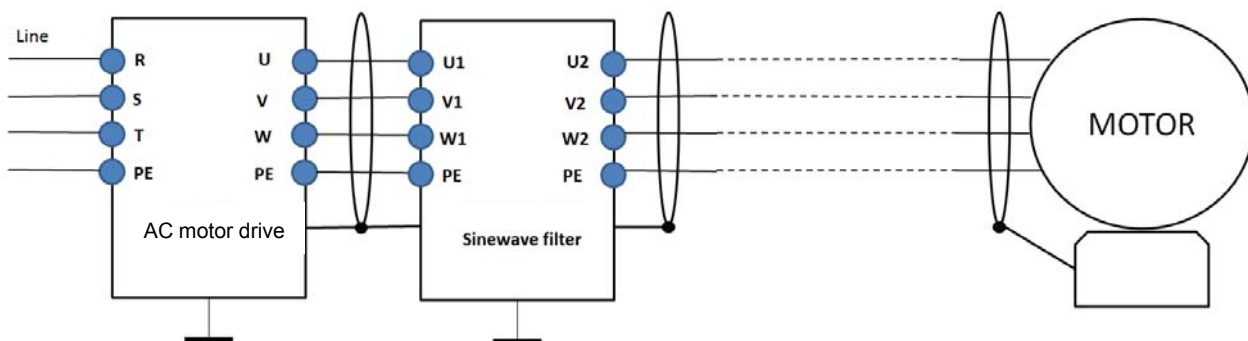 Line
R U U1 U2
S V V1 V2
T W W1 W2
PE PE PE PE
MOTOR
AC motor drive
Sinewave filter